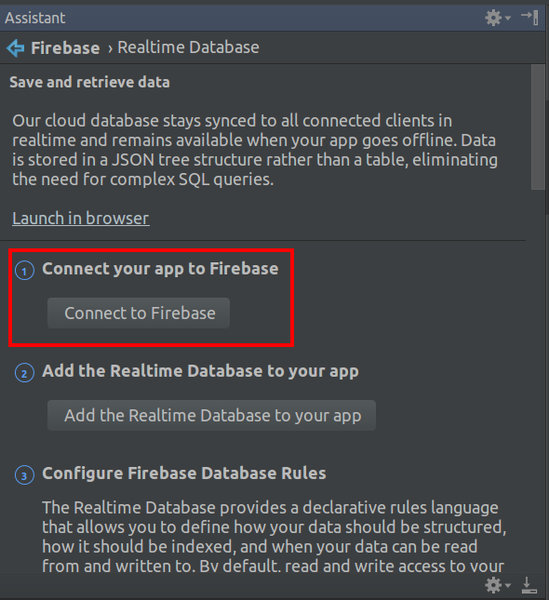 Assistant
Firebase › Realtime Database
Save and retrieve data
Our cloud database stays synced to all connected clients in
realtime and remains available when your app goes offline. Data
is stored in a JSON tree structure rather than a table, eliminating
the need for complex SQL queries.
Launch in browser
1 Connect your app to Firebase
Connect to Firebase
2 Add the Realtime Database to your app
Add the Realtime Database to your app
3 Configure Firebase Database Rules
The Realtime Database provides a declarative rules language
that allows you to define how your data should be structured,
how it should be indexed, and when your data can be read
from and written to. By default, read and write access to your